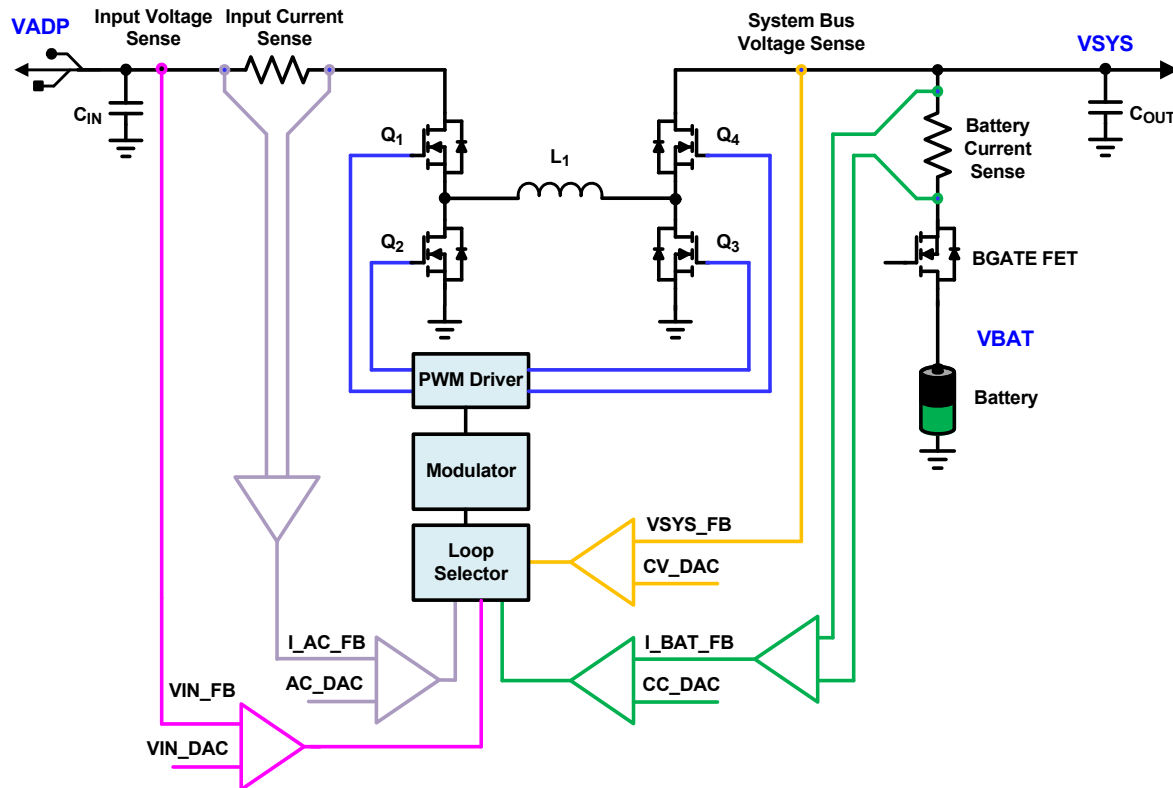 VADP
Input Voltage
Sense
Input Current
Sense
System Bus
Voltage Sense
VSYS
CIN
Q1
L1
Q4
Battery
Current
Sense
COUT
Q2
Q3
BGATE FET
VBAT
PWM Driver
Battery
Modulator
Loop
Selector
VSYS_FB
CV_DAC
I_AC_FB
AC_DAC
I_BAT_FB
CC_DAC
VIN_FB
VIN_DAC